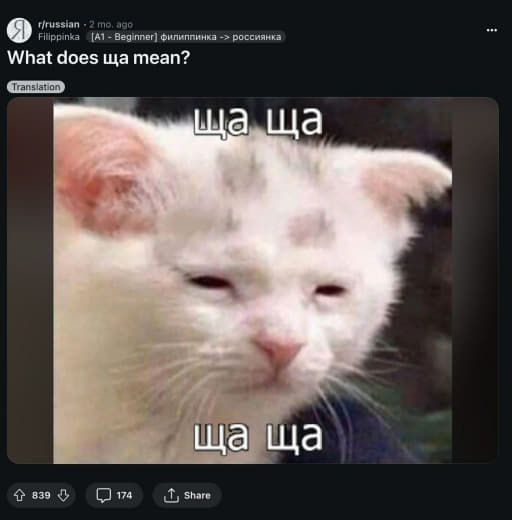 r/russian · 2 mo. ago
Filippinka [A1 - Beginner] филиппинка -> россиянка
What does ща mean?
Translation
ща ща
ща ща
839
174
Share